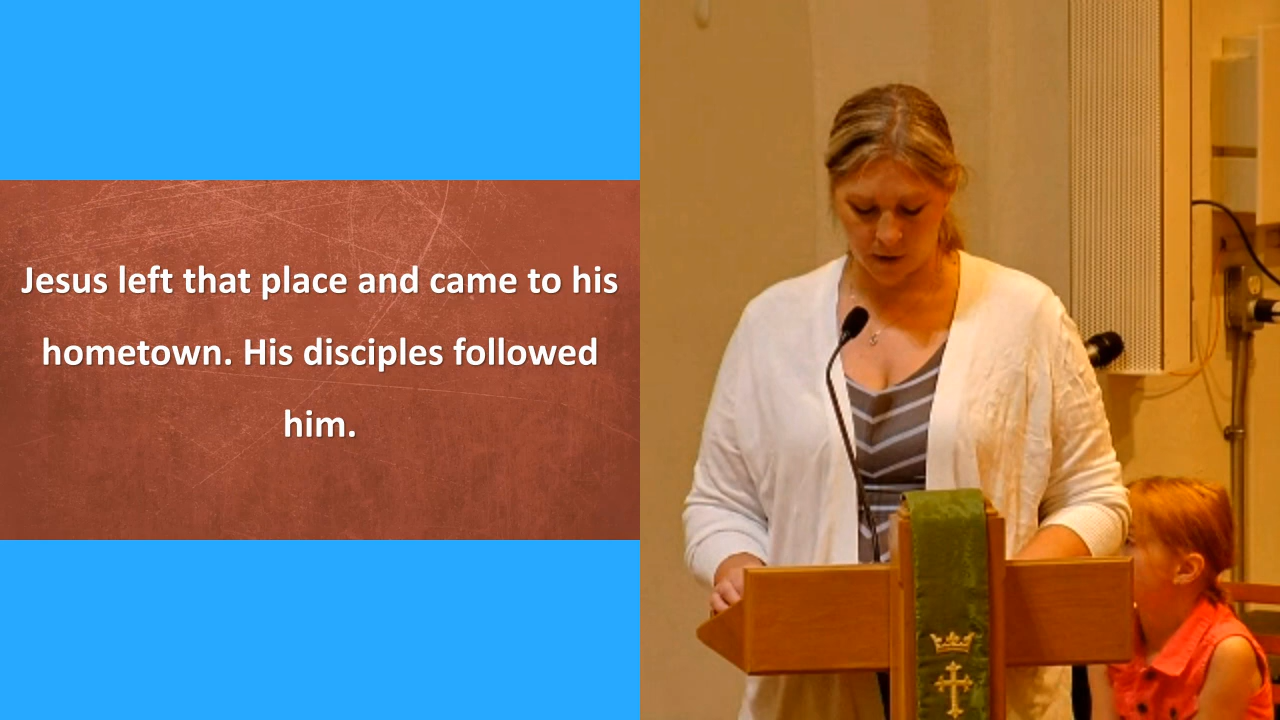 Jesus left that place and came to his
hometown. His disciples followed
him.